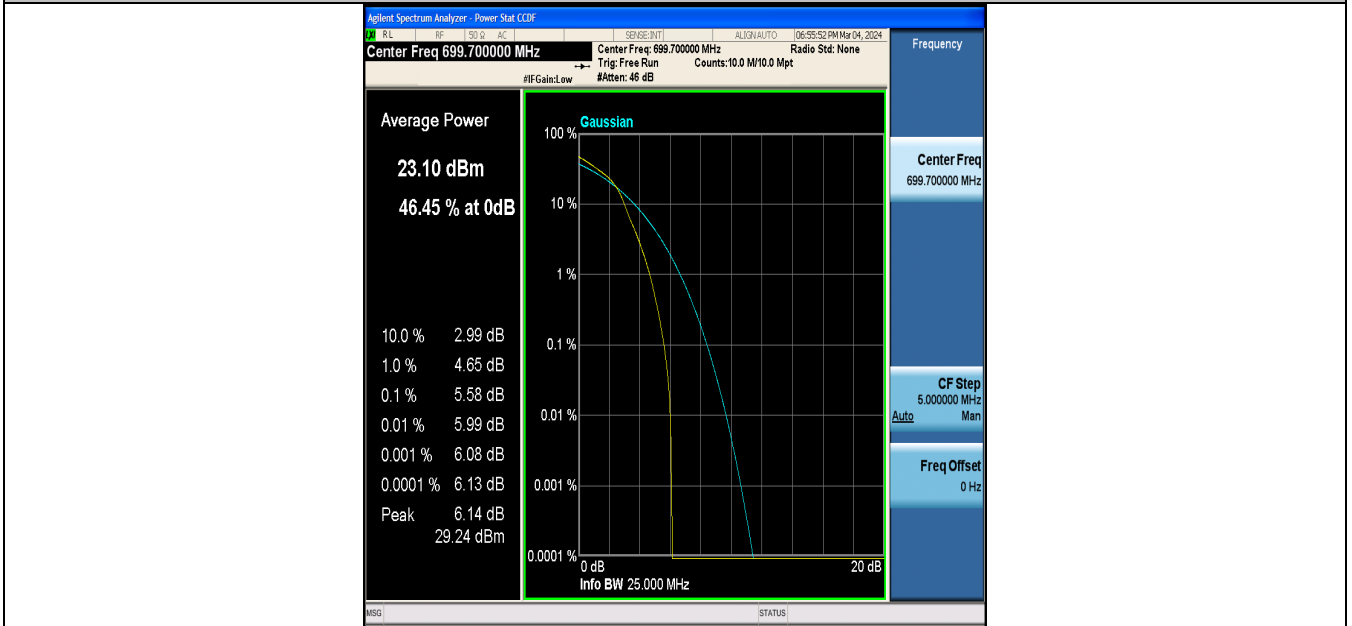 Agilent Spectrum Analyzer - Power Stat CCDF
LXI RL RF 50 Ω AC SENSE:INT ALIGN AUTO 06:55:52 PM Mar 04, 2024
Center Freq 699.700000 MHz
Center Freq: 699.700000 MHz Radio Std: None
Trig: Free Run Counts:10.0 M/10.0 Mpt
#IFGain:Low #Atten: 46 dB
Average Power
23.10 dBm
46.45 % at 0dB
10.0 % 2.99 dB
1.0 % 4.65 dB
0.1 % 5.58 dB
0.01 % 5.99 dB
0.001 % 6.08 dB
0.0001 % 6.13 dB
Peak 6.14 dB
29.24 dBm
Gaussian
100 %
10 %
1 %
0.1 %
0.01 %
0.001 %
0.0001 %
0 dB 20 dB
Info BW 25.000 MHz
Frequency
Center Freq
699.700000 MHz
CF Step
5.000000 MHz
Auto Man
Freq Offset
0 Hz
MSG STATUS